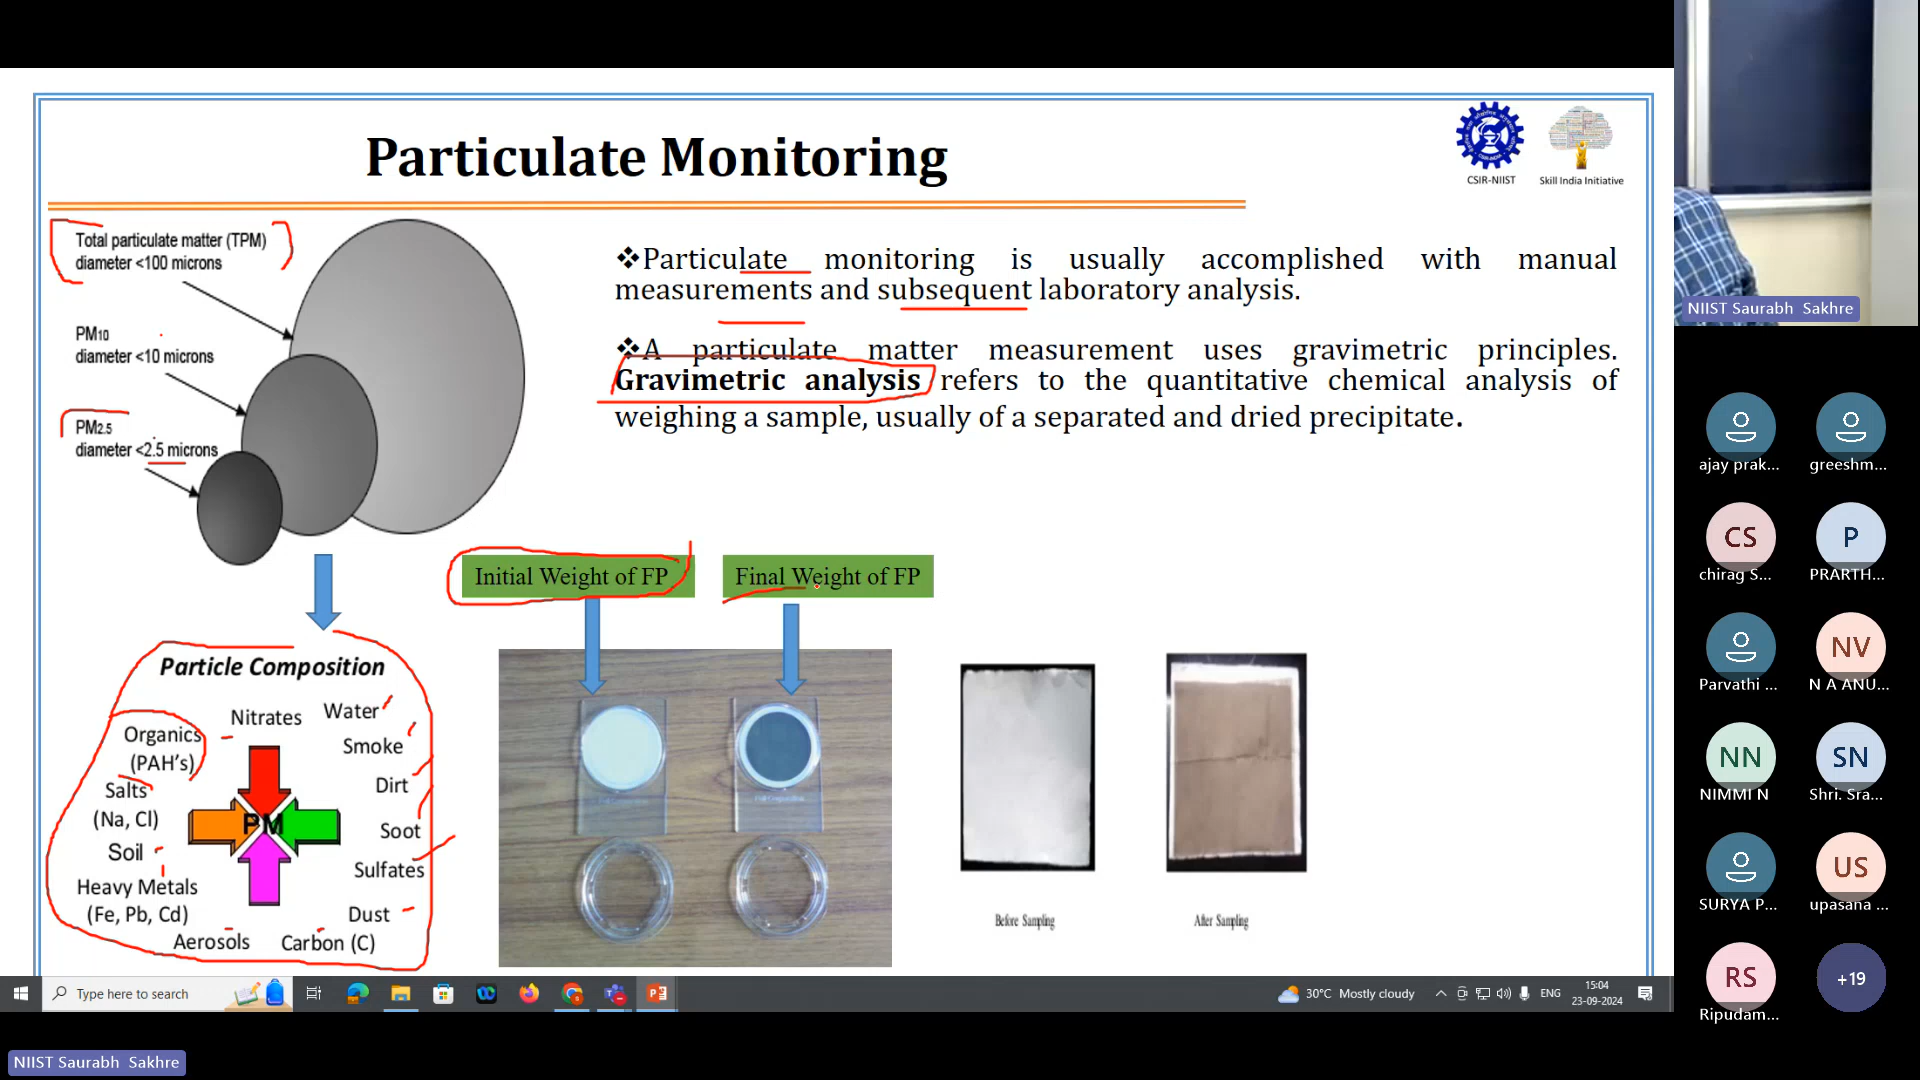 Particulate Monitoring
CSIR-NIIST
Skill India Initiative
Total particulate matter (TPM)
diameter <100 microns
PM10
diameter <10 microns
PM2.5
diameter <2.5 microns
❖Particulate monitoring is usually accomplished with manual
measurements and subsequent laboratory analysis.
❖A particulate matter measurement uses gravimetric principles.
Gravimetric analysis refers to the quantitative chemical analysis of
weighing a sample, usually of a separated and dried precipitate.
Initial Weight of FP
Final Weight of FP
Particle Composition
Nitrates
Water
Organics
(PAH's)
Smoke
Salts
(Na, Cl)
Dirt
PM
Soot
Soil
Sulfates
Heavy Metals
(Fe, Pb, Cd)
Dust
Aerosols
Carbon (C)
Before Sampling
After Sampling
Type here to search
30°C Mostly cloudy
ENG
15:04
23-09-2024
NIIST Saurabh Sakhre
NIIST Saurabh Sakhre
ajay prak...
greeshm...
CS
chirag S...
P
PRARTH...
Parvathi ...
NV
N A ANU...
NN
NIMMI N
SN
Shri. Sra...
SURYA P...
US
upasana ...
RS
Ripudam...
+19